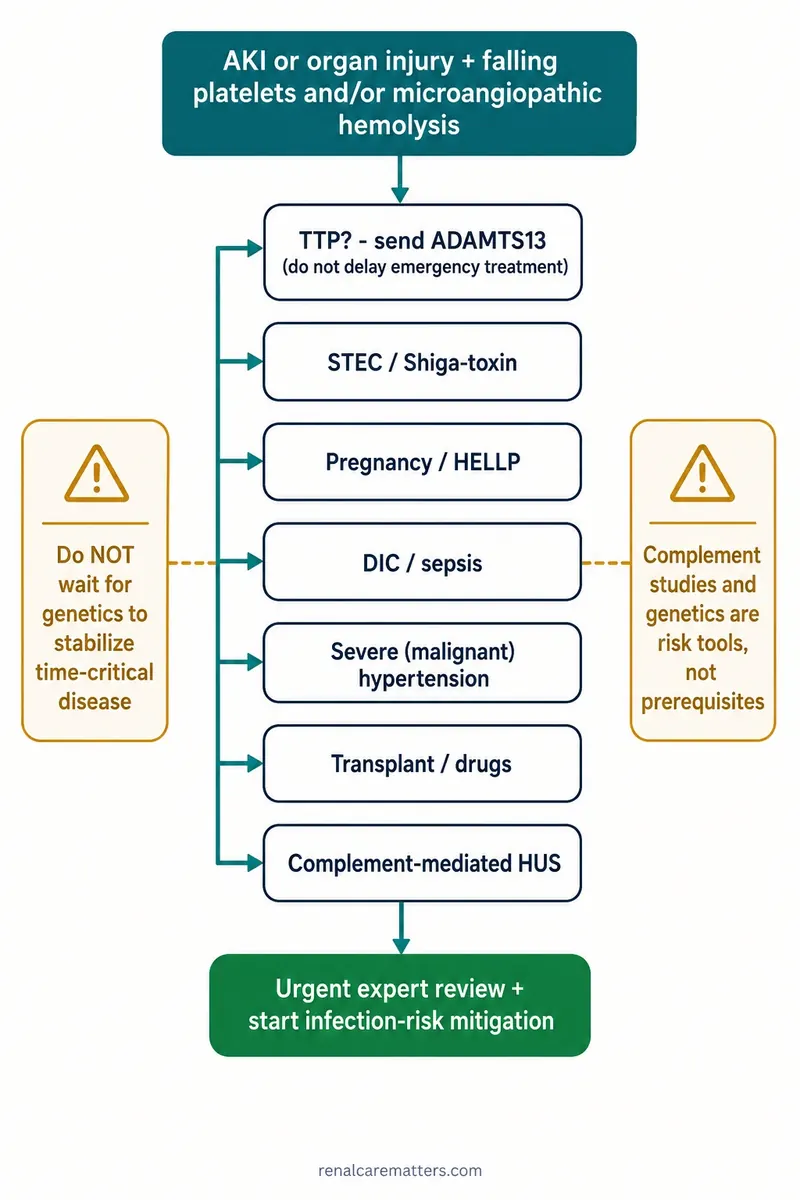 AKI or organ injury + falling
platelets and/or microangiopathic
hemolysis
TTP? - send ADAMTS13
(do not delay emergency treatment)
STEC / Shiga-toxin
Pregnancy / HELLP
DIC / sepsis
Severe (malignant)
hypertension
Transplant / drugs
Complement-mediated HUS
Do NOT
wait for
genetics to
stabilize
time-critical
disease
Complement
studies and
genetics are
risk tools,
not
prerequisites
Urgent expert review +
start infection-risk mitigation
renalcarematters.com